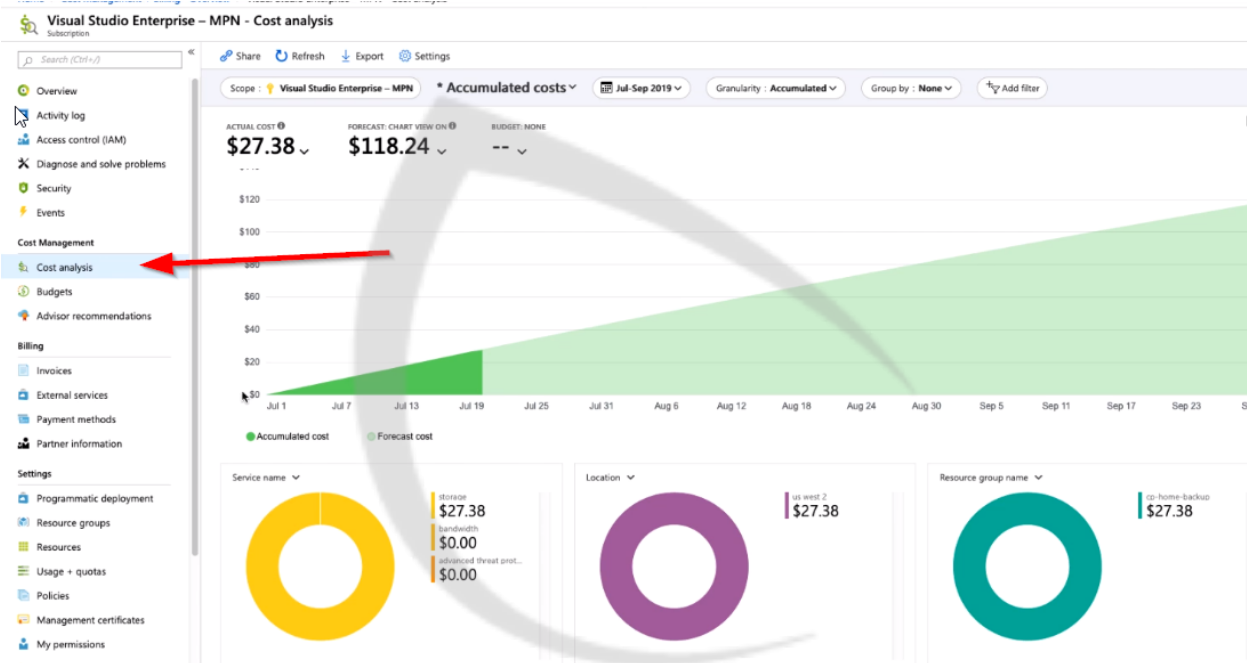 Visual Studio Enterprise – MPN - Cost analysis
Subscription
Search (Ctrl+/)
«
Share Refresh Export Settings
Scope : Visual Studio Enterprise – MPN * Accumulated costs Jul-Sep 2019 Granularity : Accumulated Group by : None Add filter
Overview
Activity log
Access control (IAM)
Diagnose and solve problems
Security
Events
Cost Management
Cost analysis
Budgets
Advisor recommendations
Billing
Invoices
External services
Payment methods
Partner information
Settings
Programmatic deployment
Resource groups
Resources
Usage + quotas
Policies
Management certificates
My permissions
ACTUAL COST FORECAST: CHART VIEW ON BUDGET: NONE
$27.38 $118.24 --
$120
$100
$80
$60
$40
$20
$0
Jul 1 Jul 7 Jul 13 Jul 19 Jul 25 Jul 31 Aug 6 Aug 12 Aug 18 Aug 24 Aug 30 Sep 5 Sep 11 Sep 17 Sep 23 S
Accumulated cost Forecast cost
Service name
storage
$27.38
bandwidth
$0.00
advanced threat prot...
$0.00
Location
us west 2
$27.38
Resource group name
cp-home-backup
$27.38